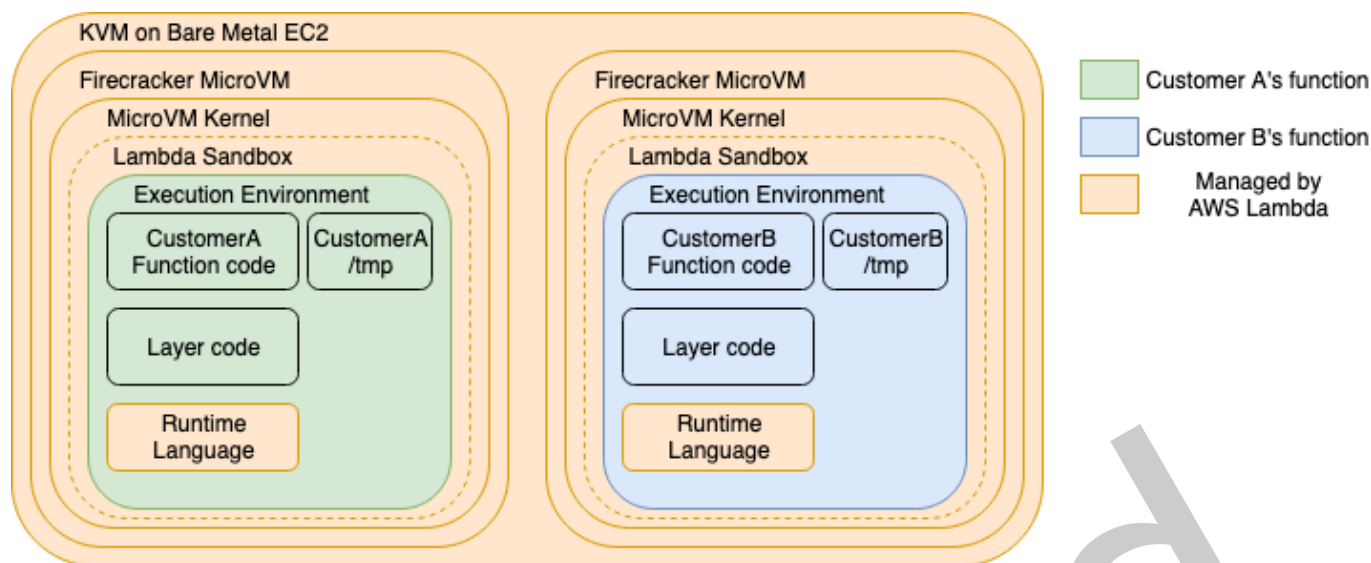 KVM on Bare Metal EC2
Firecracker MicroVM
MicroVM Kernel
Lambda Sandbox
Execution Environment
CustomerA
Function code
CustomerA
/tmp
Layer code
Runtime
Language
Firecracker MicroVM
MicroVM Kernel
Lambda Sandbox
Execution Environment
CustomerB
Function code
CustomerB
/tmp
Layer code
Runtime
Language
Customer A's function
Customer B's function
Managed by
AWS Lambda
d